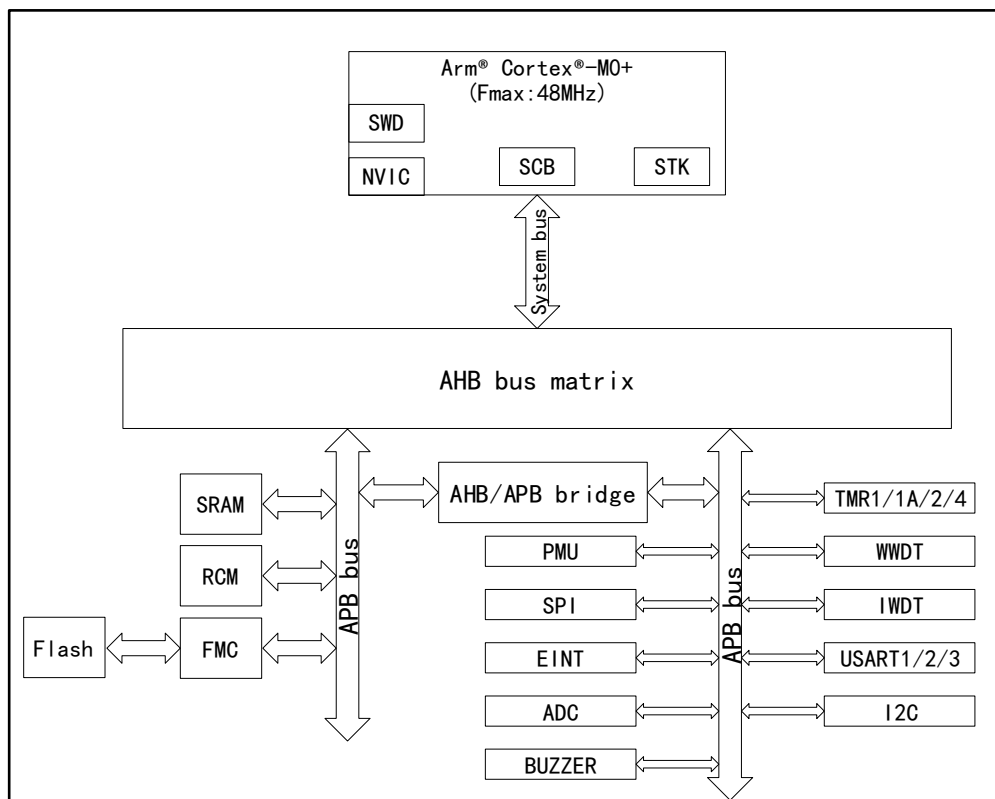 Arm® Cortex®-M0+
(Fmax:48MHz)
SWD
NVIC
SCB
STK
System bus
AHB bus matrix
SRAM
AHB/APB bridge
TMR1/1A/2/4
PMU
WWDT
RCM
APB bus
APB bus
SPI
IWDT
Flash
FMC
EINT
USART1/2/3
ADC
I2C
BUZZER